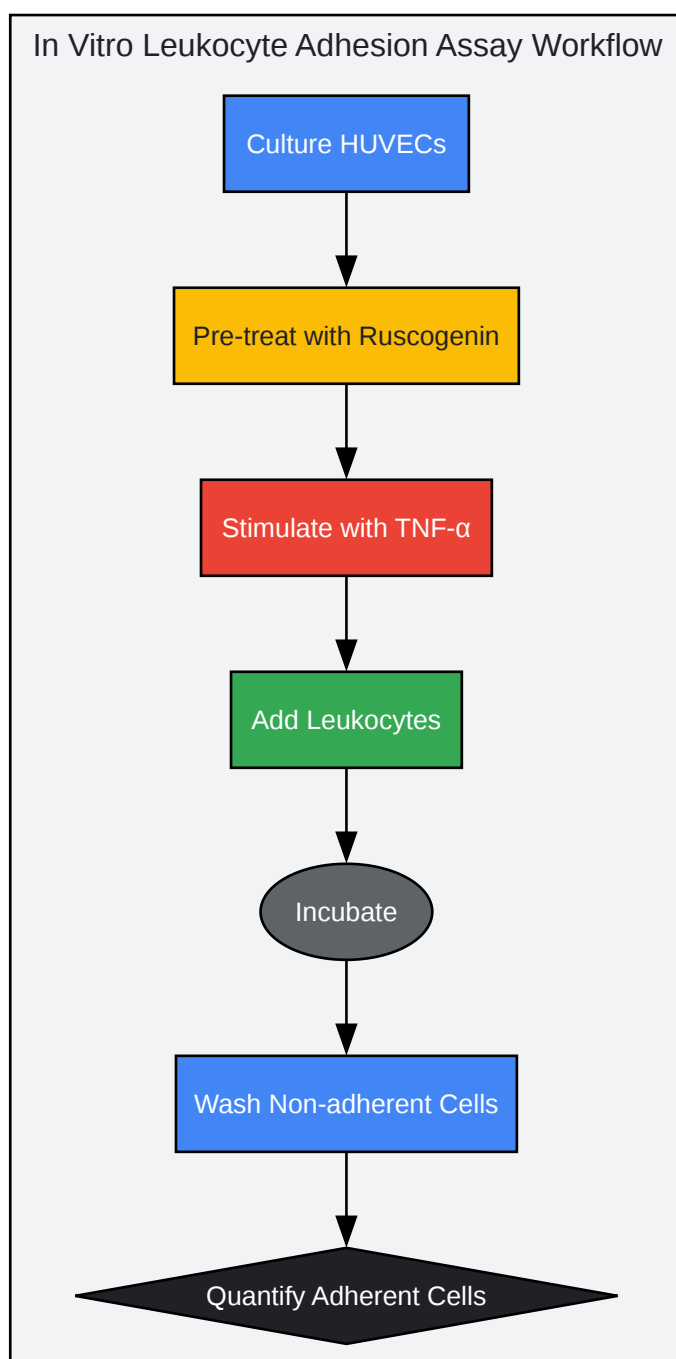 In Vitro Leukocyte Adhesion Assay Workflow
Culture HUVECs
Pre-treat with Ruscogenin
Stimulate with TNF-α
Add Leukocytes
Incubate
Wash Non-adherent Cells
Quantify Adherent Cells